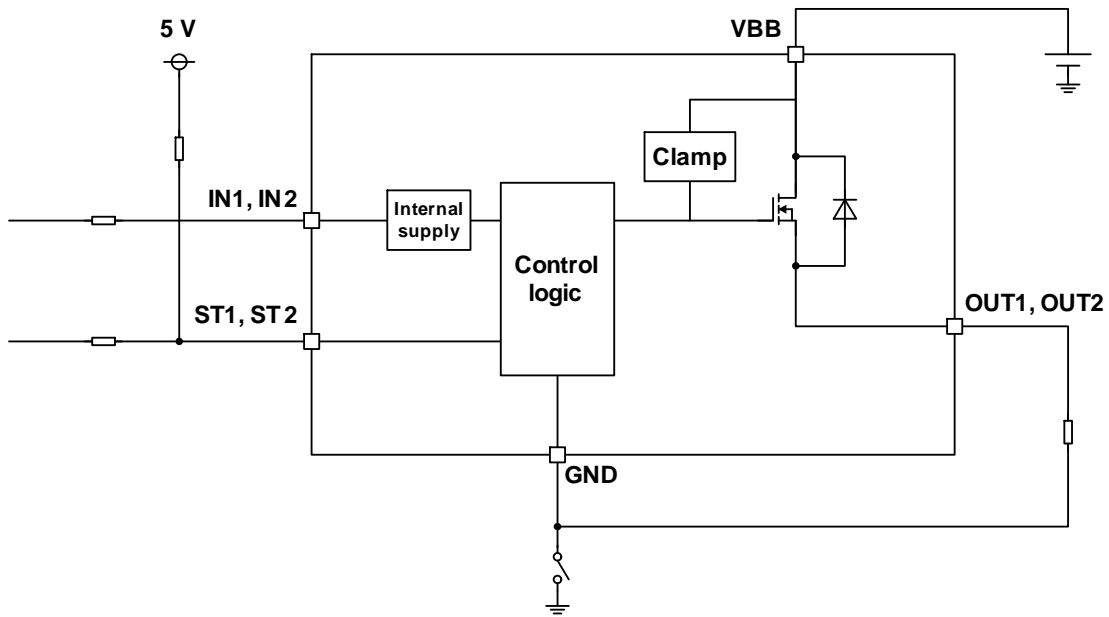 5 V
VBB
Clamp
IN1, IN2
Internal
supply
Control
logic
ST1, ST2
OUT1, OUT2
GND